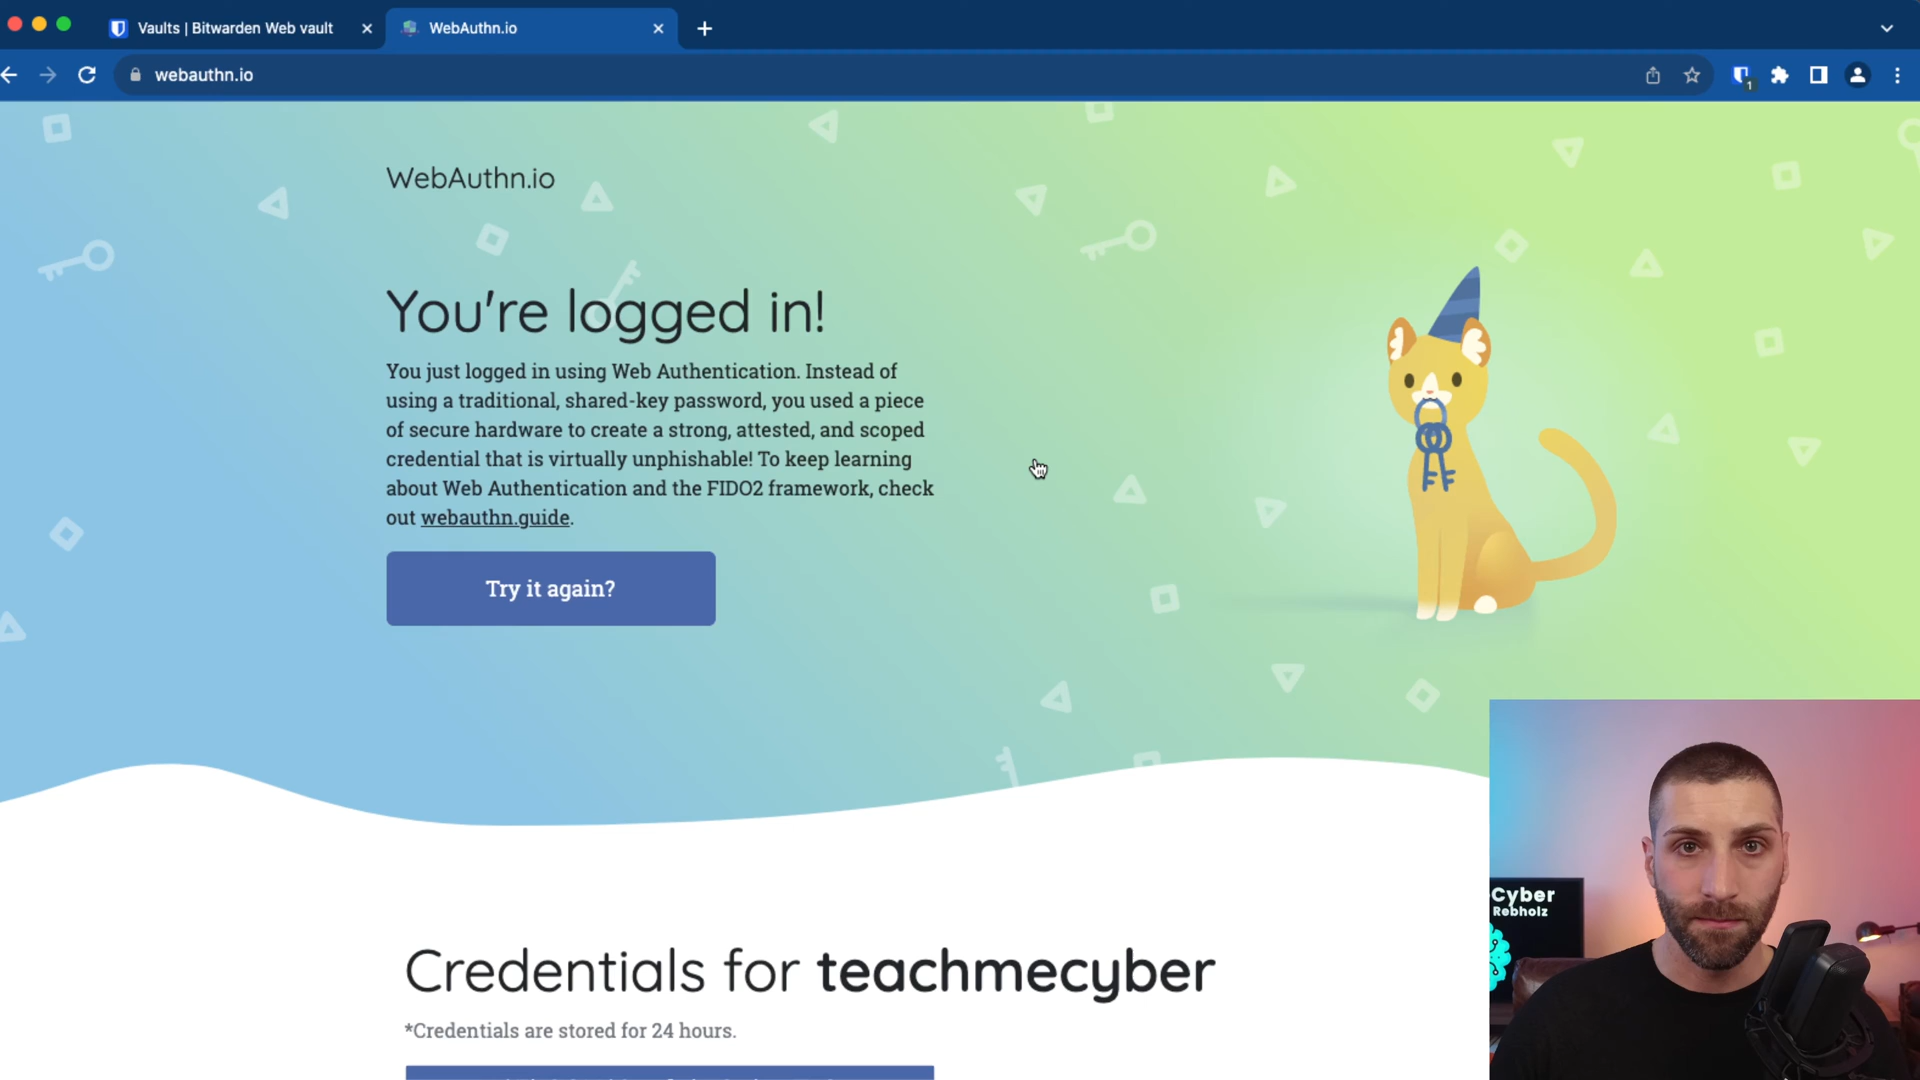 Vaults | Bitwarden Web vault
WebAuthn.io
webauthn.io
1
WebAuthn.io
You're logged in!
You just logged in using Web Authentication. Instead of
using a traditional, shared-key password, you used a piece
of secure hardware to create a strong, attested, and scoped
credential that is virtually unphishable! To keep learning
about Web Authentication and the FIDO2 framework, check
out webauthn.guide.
Try it again?
Cyber
Rebholz
Credentials for teachmecyber
*Credentials are stored for 24 hours.